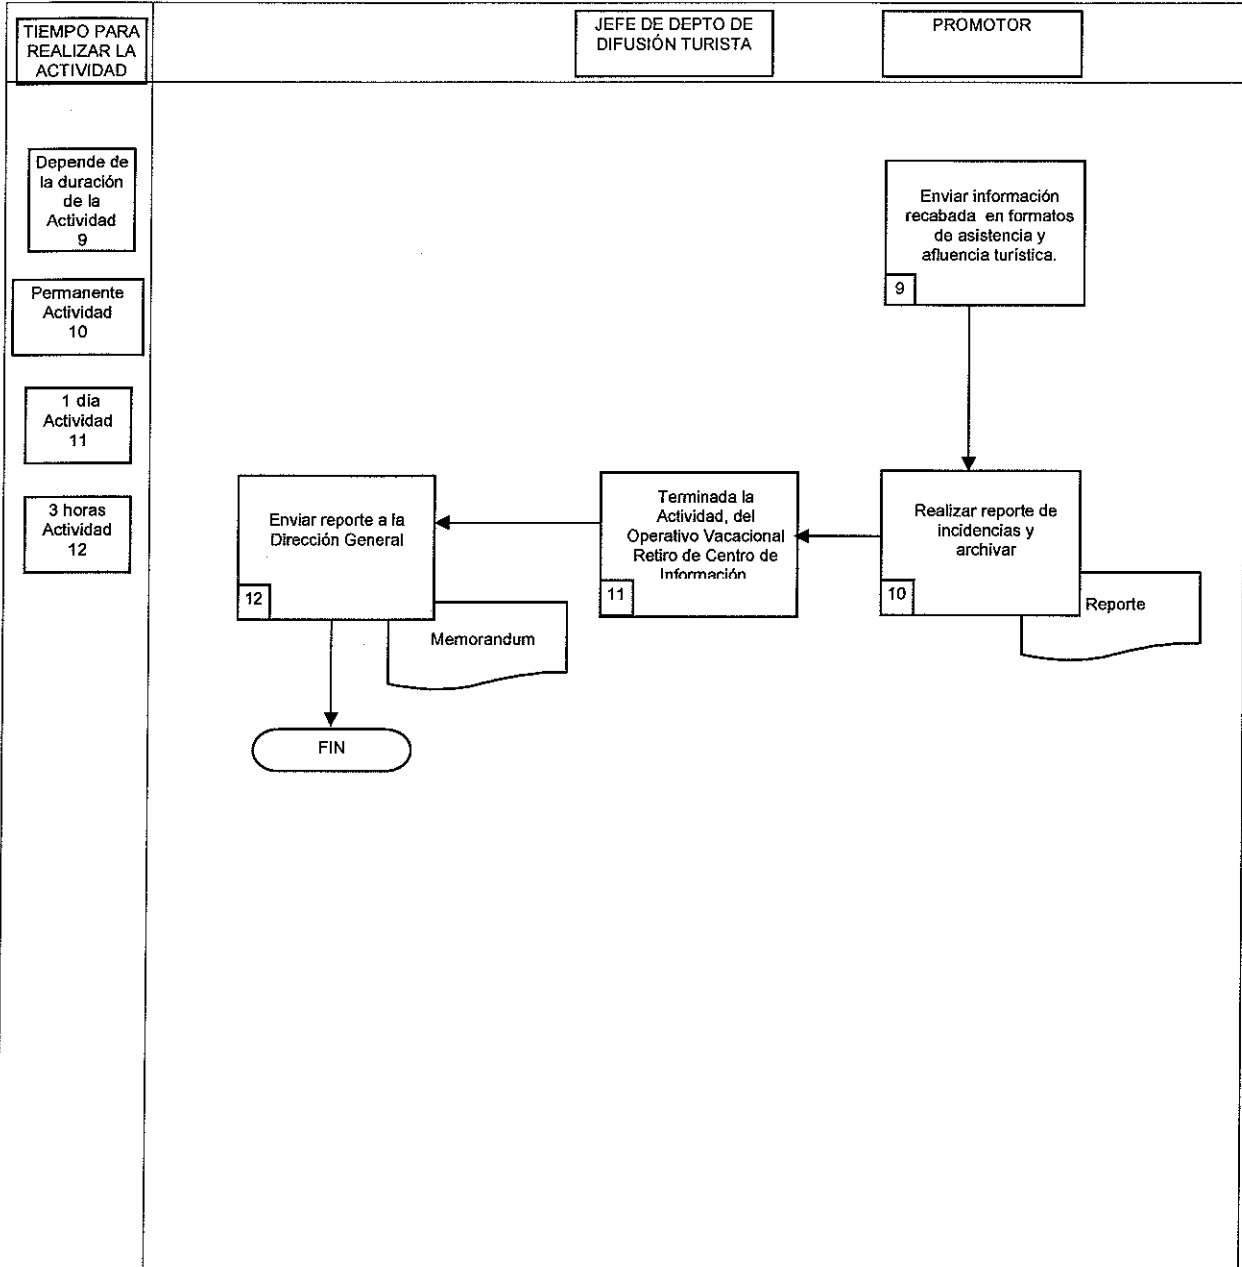 TIEMPO PARA
REALIZAR LA
ACTIVIDAD
JEFE DE DEPTO DE
DIFUSIÓN TURISTA
PROMOTOR
Depende de
la duración
de la
Actividad
9
Permanente
Actividad
10
1 día
Actividad
11
3 horas
Actividad
12
Enviar información
recabada en formatos
de asistencia y
afluencia turística.
9
Realizar reporte de
incidencias y
archivar
10
Reporte
Terminada la
Actividad, del
Operativo Vacacional
Retiro de Centro de
Información
11
Enviar reporte a la
Dirección General
12
Memorandum
FIN